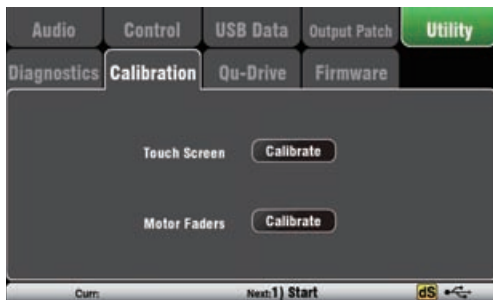 Audio Control USB Data Output Patch Utility
Diagnostics Calibration Qu-Drive Firmware
Touch Screen Calibrate
Motor Faders Calibrate
Curr: Next:1) Start dS